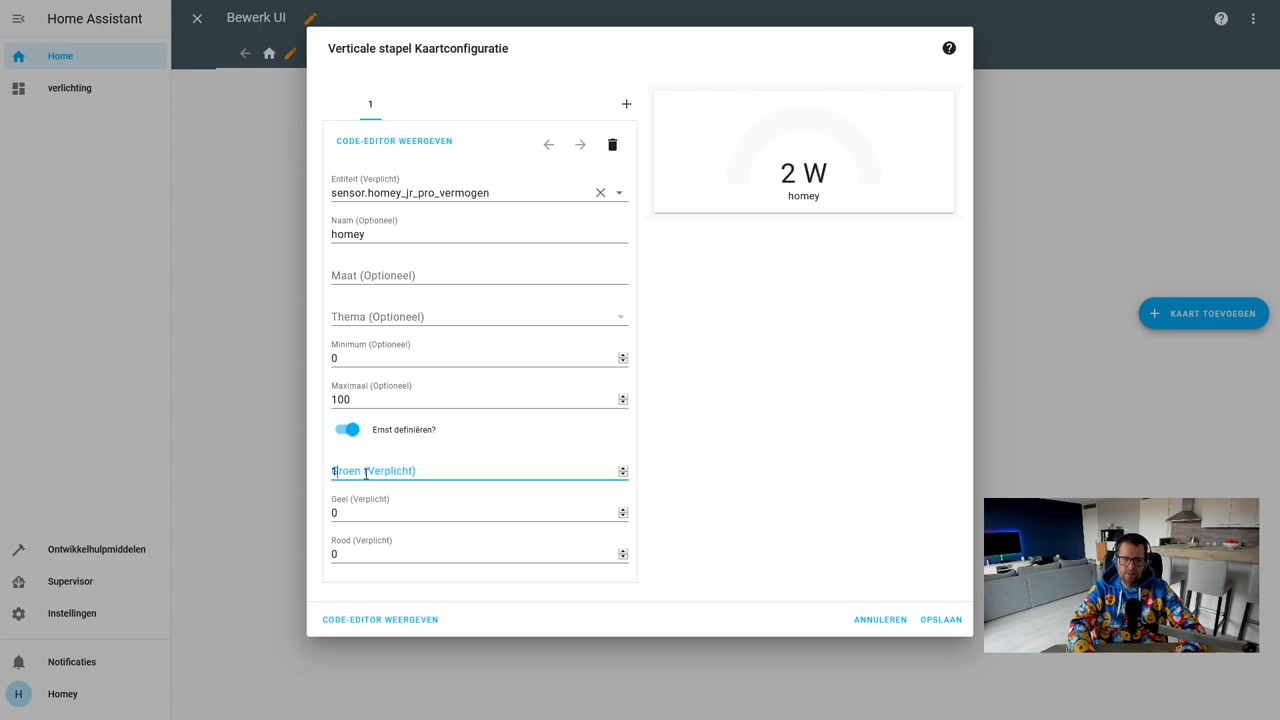 Home Assistant
Bewerk UI
Home
verlichting
Verticale stapel Kaartconfiguratie
1
CODE-EDITOR WEERGEVEN
Entiteit (Verplicht)
sensor.homey_jr_pro_vermogen
Naam (Optioneel)
homey
Maat (Optioneel)
Thema (Optioneel)
Minimum (Optioneel)
0
Maximaal (Optioneel)
100
Ernst definiëren?
Groen (Verplicht)
Geel (Verplicht)
0
Rood (Verplicht)
0
CODE-EDITOR WEERGEVEN
ANNULEREN
OPSLAAN
2 W
homey
KAART TOEVOEGEN
Ontwikkelhulpmiddelen
Supervisor
Instellingen
Notificaties
H
Homey